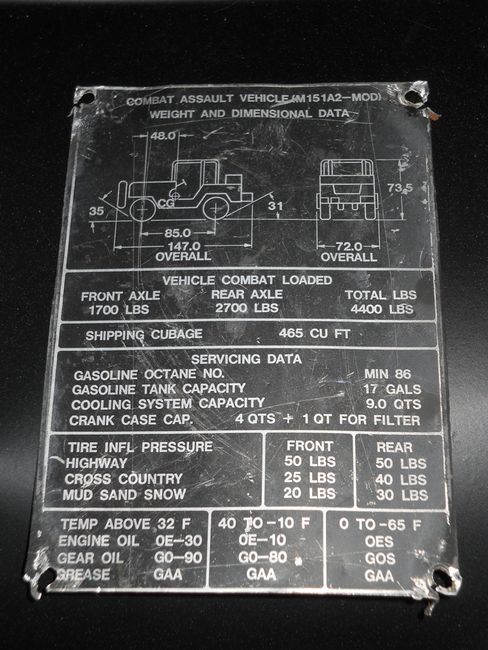 COMBAT ASSAULT VEHICLE (M151A2-MOD)
WEIGHT AND DIMENSIONAL DATA
48.0
73.5
CG
35
31
85.0
147.0
OVERALL
72.0
OVERALL
VEHICLE COMBAT LOADED
FRONT AXLE REAR AXLE TOTAL LBS
1700 LBS 2700 LBS 4400 LBS
SHIPPING CUBAGE 465 CU FT
SERVICING DATA
GASOLINE OCTANE NO. MIN 86
GASOLINE TANK CAPACITY 17 GALS
COOLING SYSTEM CAPACITY 9.0 QTS
CRANK CASE CAP. 4 QTS + 1 QT FOR FILTER
TIRE INFL PRESSURE FRONT REAR
HIGHWAY 50 LBS 50 LBS
CROSS COUNTRY 25 LBS 40 LBS
MUD SAND SNOW 20 LBS 30 LBS
TEMP ABOVE 32 F 40 TO -10 F 0 TO -65 F
ENGINE OIL OE-30 OE-10 OES
GEAR OIL GO-90 GO-80 GOS
GREASE GAA GAA GAA